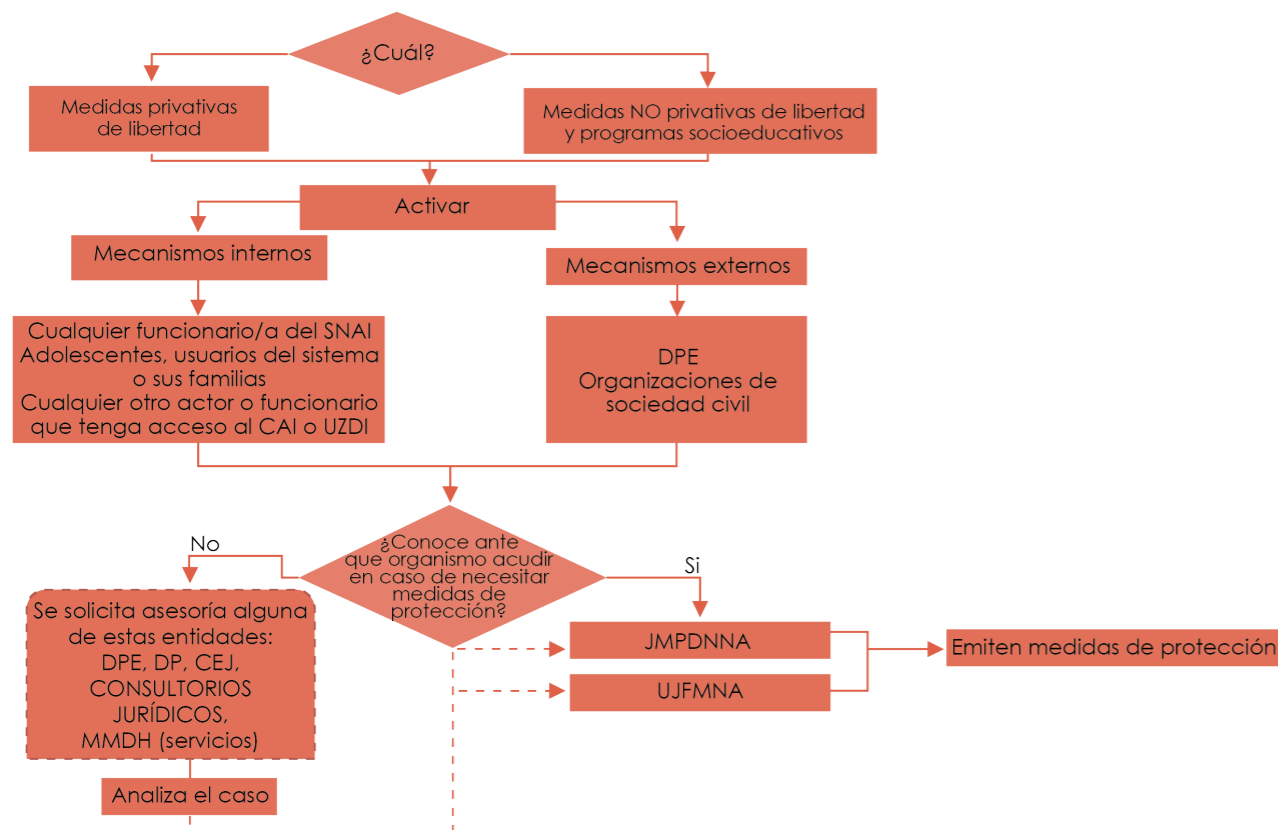 ¿Cuál?
Medidas privativas
de libertad
Medidas NO privativas de libertad
y programas socioeducativos
Activar
Mecanismos internos
Mecanismos externos
Cualquier funcionario/a del SNAI
Adolescentes, usuarios del sistema
o sus familias
Cualquier otro actor o funcionario
que tenga acceso al CAI o UZDI
DPE
Organizaciones de
sociedad civil
¿Conoce ante
que organismo acudir
en caso de necesitar
medidas de
protección?
No
Si
Se solicita asesoría alguna
de estas entidades:
DPE, DP, CEJ,
CONSULTORIOS
JURÍDICOS,
MMDH (servicios)
JMPDNNA
UJFMNA
Emiten medidas de protección
Analiza el caso